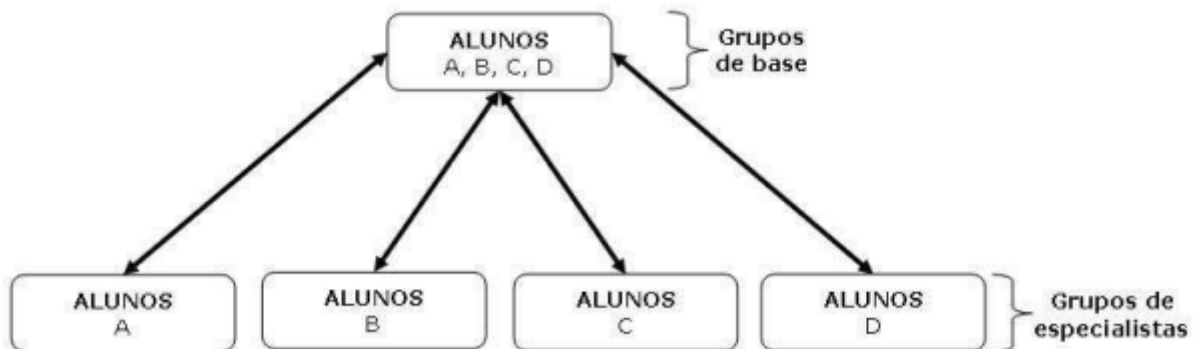 ALUNOS
A, B, C, D
Grupos
de base
ALUNOS
A
ALUNOS
B
ALUNOS
C
ALUNOS
D
Grupos de
especialistas